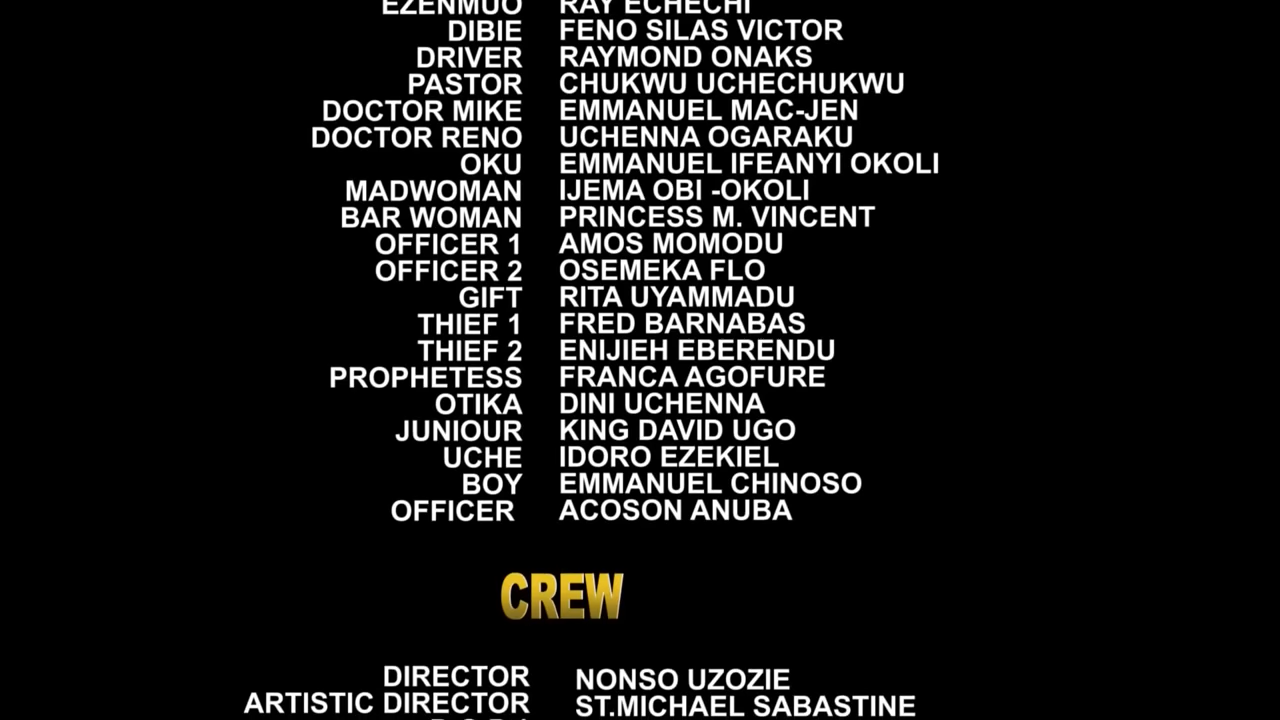 EZENMUO RAY ECHECHI
DIBIE FENO SILAS VICTOR
DRIVER RAYMOND ONAKS
PASTOR CHUKWU UCHECHUKWU
DOCTOR MIKE EMMANUEL MAC-JEN
DOCTOR RENO UCHENNA OGARAKU
OKU EMMANUEL IFEANYI OKOLI
MADWOMAN IJEMA OBI -OKOLI
BAR WOMAN PRINCESS M. VINCENT
OFFICER 1 AMOS MOMODU
OFFICER 2 OSEMEKA FLO
GIFT RITA UYAMMADU
THIEF 1 FRED BARNABAS
THIEF 2 ENIJIEH EBERENDU
PROPHETESS FRANCA AGOFURE
OTIKA DINI UCHENNA
JUNIOUR KING DAVID UGO
UCHE IDORO EZEKIEL
BOY EMMANUEL CHINOSO
OFFICER ACOSON ANUBA
CREW
DIRECTOR NONSO UZOZIE
ARTISTIC DIRECTOR ST.MICHAEL SABASTINE